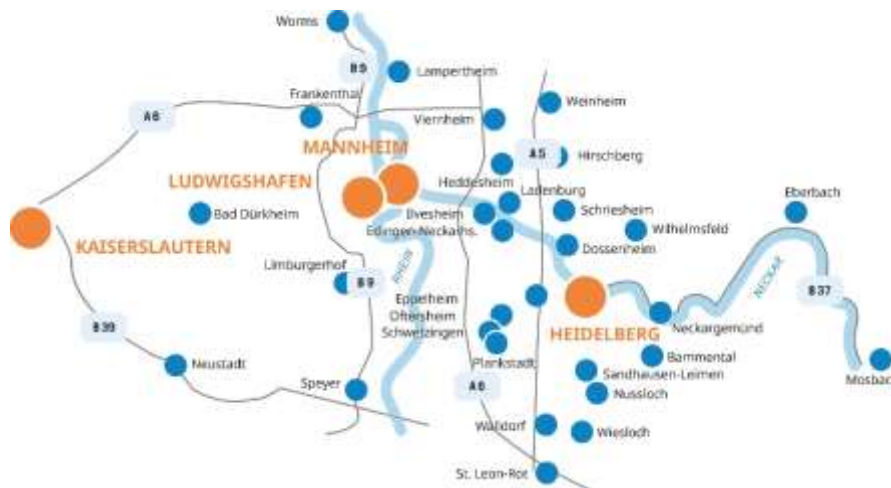 Worms
B9
Lampertheim
Frankenthal
Weinheim
A6
Viernheim
MANNHEIM
A5
Hirschberg
LUDWIGSHAFEN
Heddesheim
Ladenburg
Eberbach
Bad Dürkheim
Ilvesheim
Schriesheim
Edingen-Neckarhs.
Wilhelmsfeld
KAISERSLAUTERN
Dossenheim
Limburgerhof
B9
RHEIN
NECKAR
B37
Eppelheim
Oftersheim
Schwetzingen
HEIDELBERG
Neckargemünd
B39
Neustadt
Plankstadt
Bammental
Sandhausen-Leimen
Mosbac
Speyer
A6
Nussloch
Walldorf
Wiesloch
St. Leon-Rot